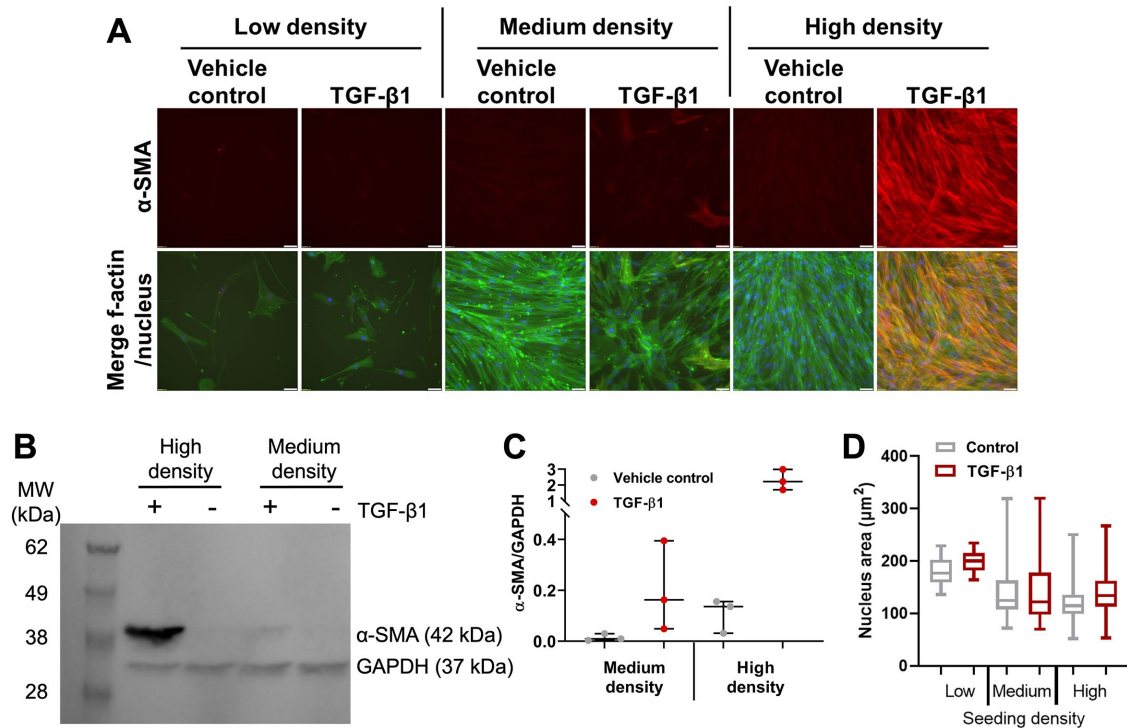 A
Low density
Medium density
High density
Vehicle control
TGF-β1
Vehicle control
TGF-β1
Vehicle control
TGF-β1
α-SMA
Merge f-actin
/nucleus
B
High density
Medium density
MW
(kDa)
+ - + - TGF-β1
62
49
38
28
α-SMA (42 kDa)
GAPDH (37 kDa)
C
Vehicle control
TGF-β1
α-SMA/GAPDH
3
2
1
0.4
0.2
0.0
Medium density
High density
D
Control
TGF-β1
Nucleus area (µm²)
400
300
200
100
0
Low Medium High
Seeding density